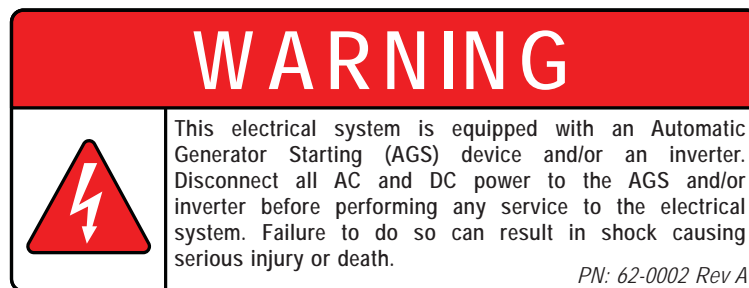 WARNING
This electrical system is equipped with an Automatic
Generator Starting (AGS) device and/or an inverter.
Disconnect all AC and DC power to the AGS and/or
inverter before performing any service to the electrical
system. Failure to do so can result in shock causing
serious injury or death.
PN: 62-0002 Rev A